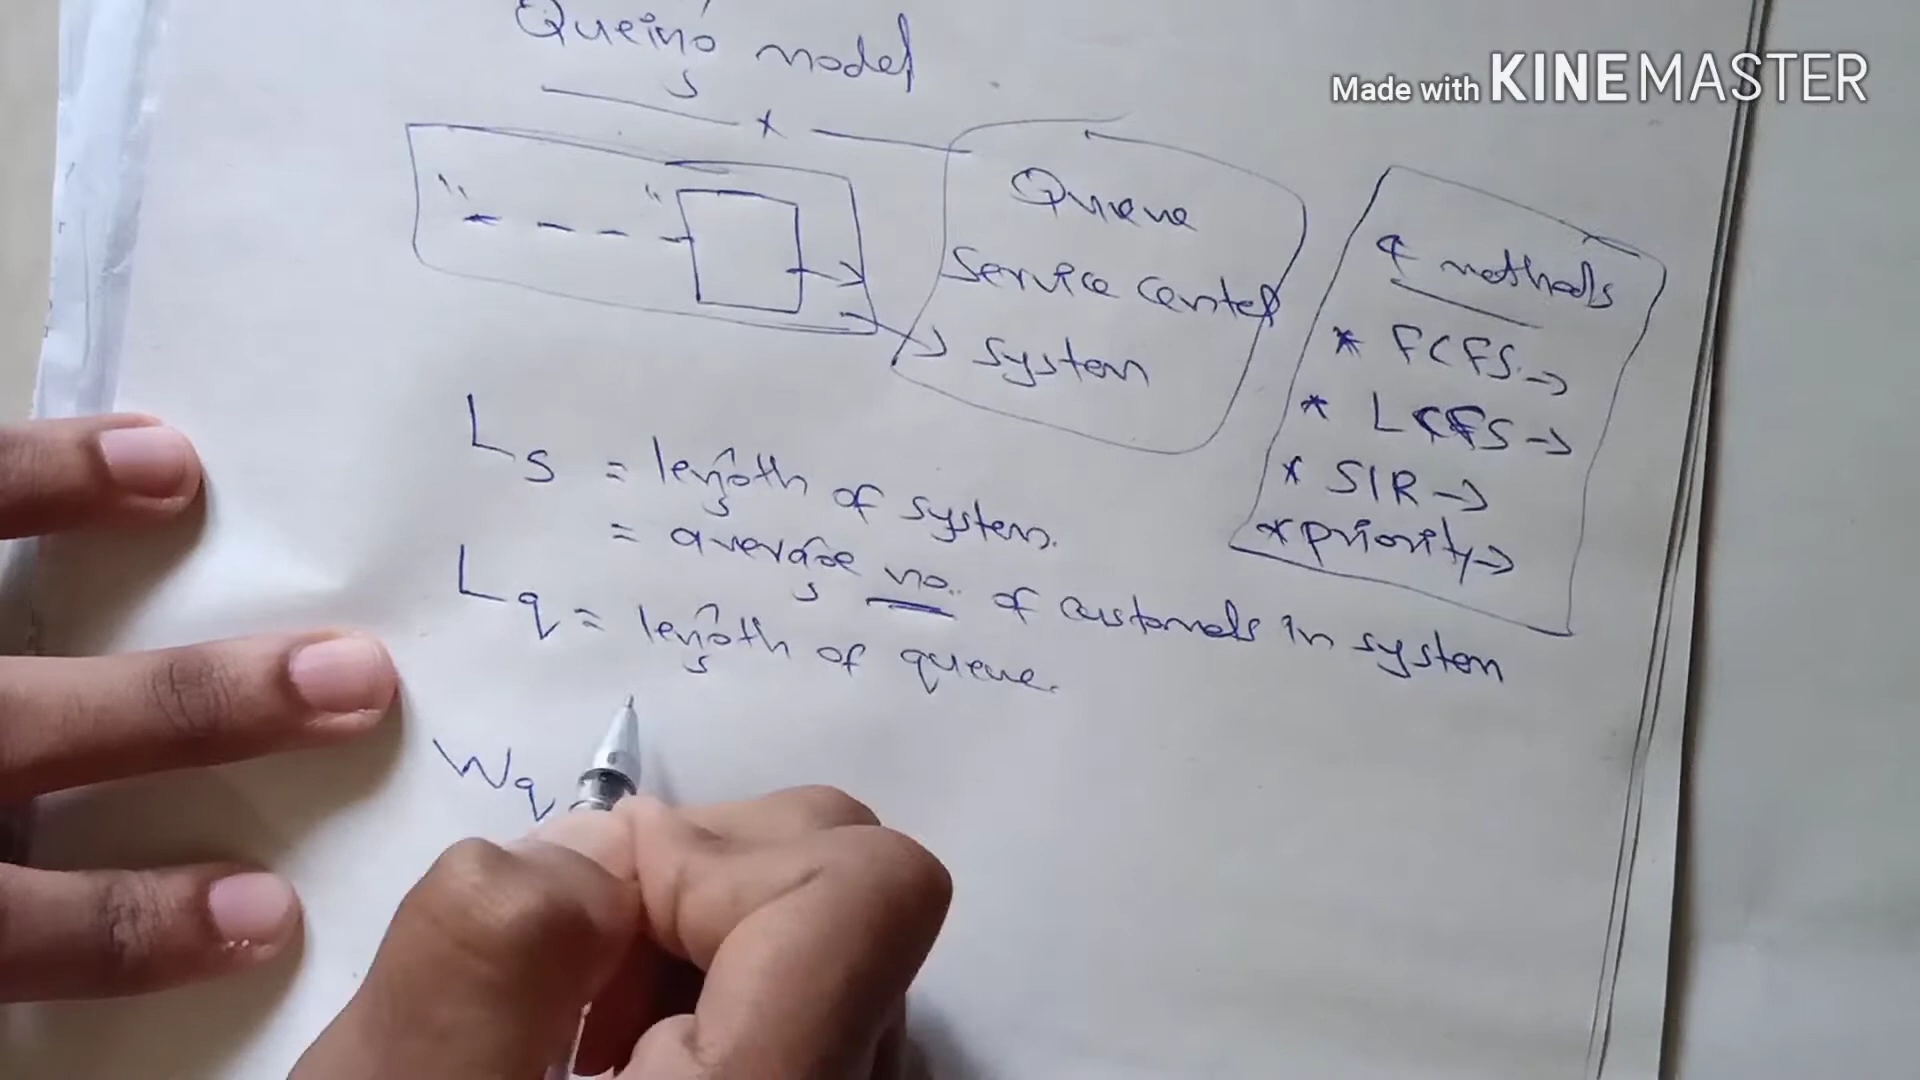 Queing model
Made with KINEMASTER
Queue
Service Center
System
4 methods
* FCFS →
* LCFS →
* SIR →
* priority →
Ls = length of system.
= average no. of customers in system
Lq = length of queue.
Wq